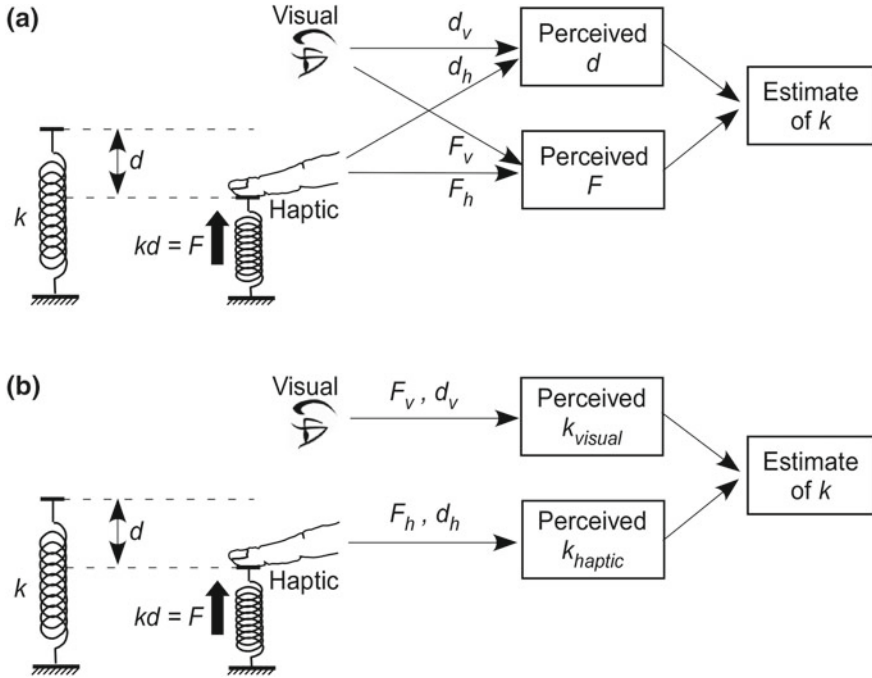 (a)
Visual
d_v
d_h
Perceived
d
Estimate
of k
d
F_v
F_h
Perceived
F
k
Haptic
kd = F
(b)
Visual
F_v , d_v
Perceived
k_visual
Estimate
of k
d
F_h , d_h
Perceived
k_haptic
k
Haptic
kd = F